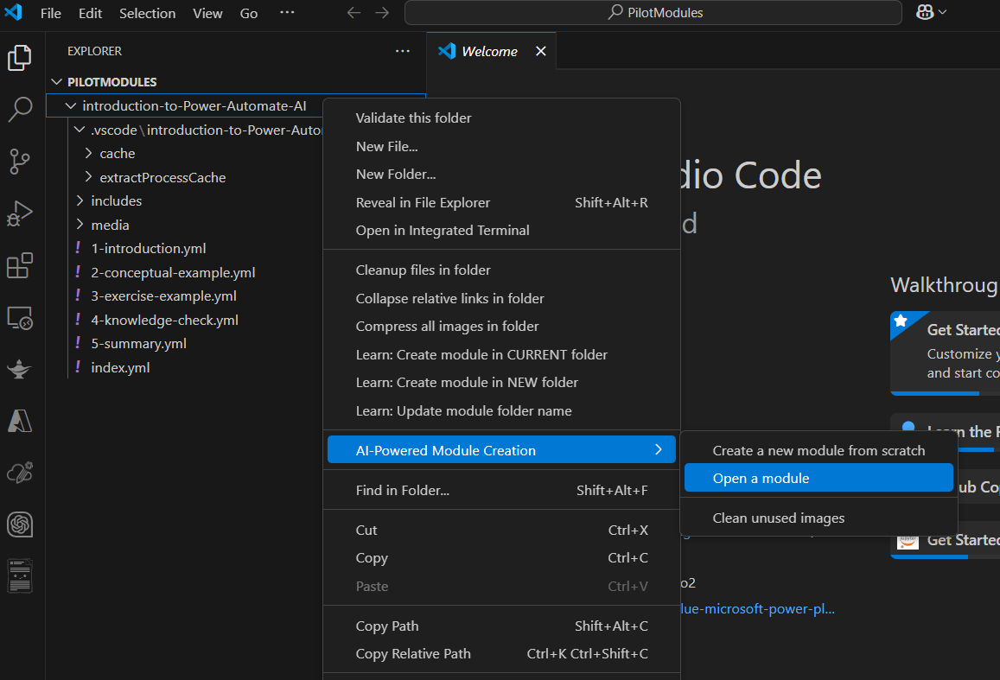 File Edit Selection View Go ··· PilotModules
EXPLORER ··· Welcome
PILOTMODULES
introduction-to-Power-Automate-AI
.vscode\introduction-to-Power-Auto
cache
extractProcessCache
includes
media
! 1-introduction.yml
! 2-conceptual-example.yml
! 3-exercise-example.yml
! 4-knowledge-check.yml
! 5-summary.yml
! index.yml
Validate this folder
New File...
New Folder...
Reveal in File Explorer Shift+Alt+R
Open in Integrated Terminal
Cleanup files in folder
Collapse relative links in folder
Compress all images in folder
Learn: Create module in CURRENT folder
Learn: Create module in NEW folder
Learn: Update module folder name
AI-Powered Module Creation
Find in Folder... Shift+Alt+F
Cut Ctrl+X
Copy Ctrl+C
Paste Ctrl+V
Copy Path Shift+Alt+C
Copy Relative Path Ctrl+K Ctrl+Shift+C
Create a new module from scratch
Open a module
Clean unused images
dio Code
d
Walkthroug
Get Starte
Customize y
and start co
Learn the F
ub Co
Get Starte
o2
lue-microsoft-power-pl...